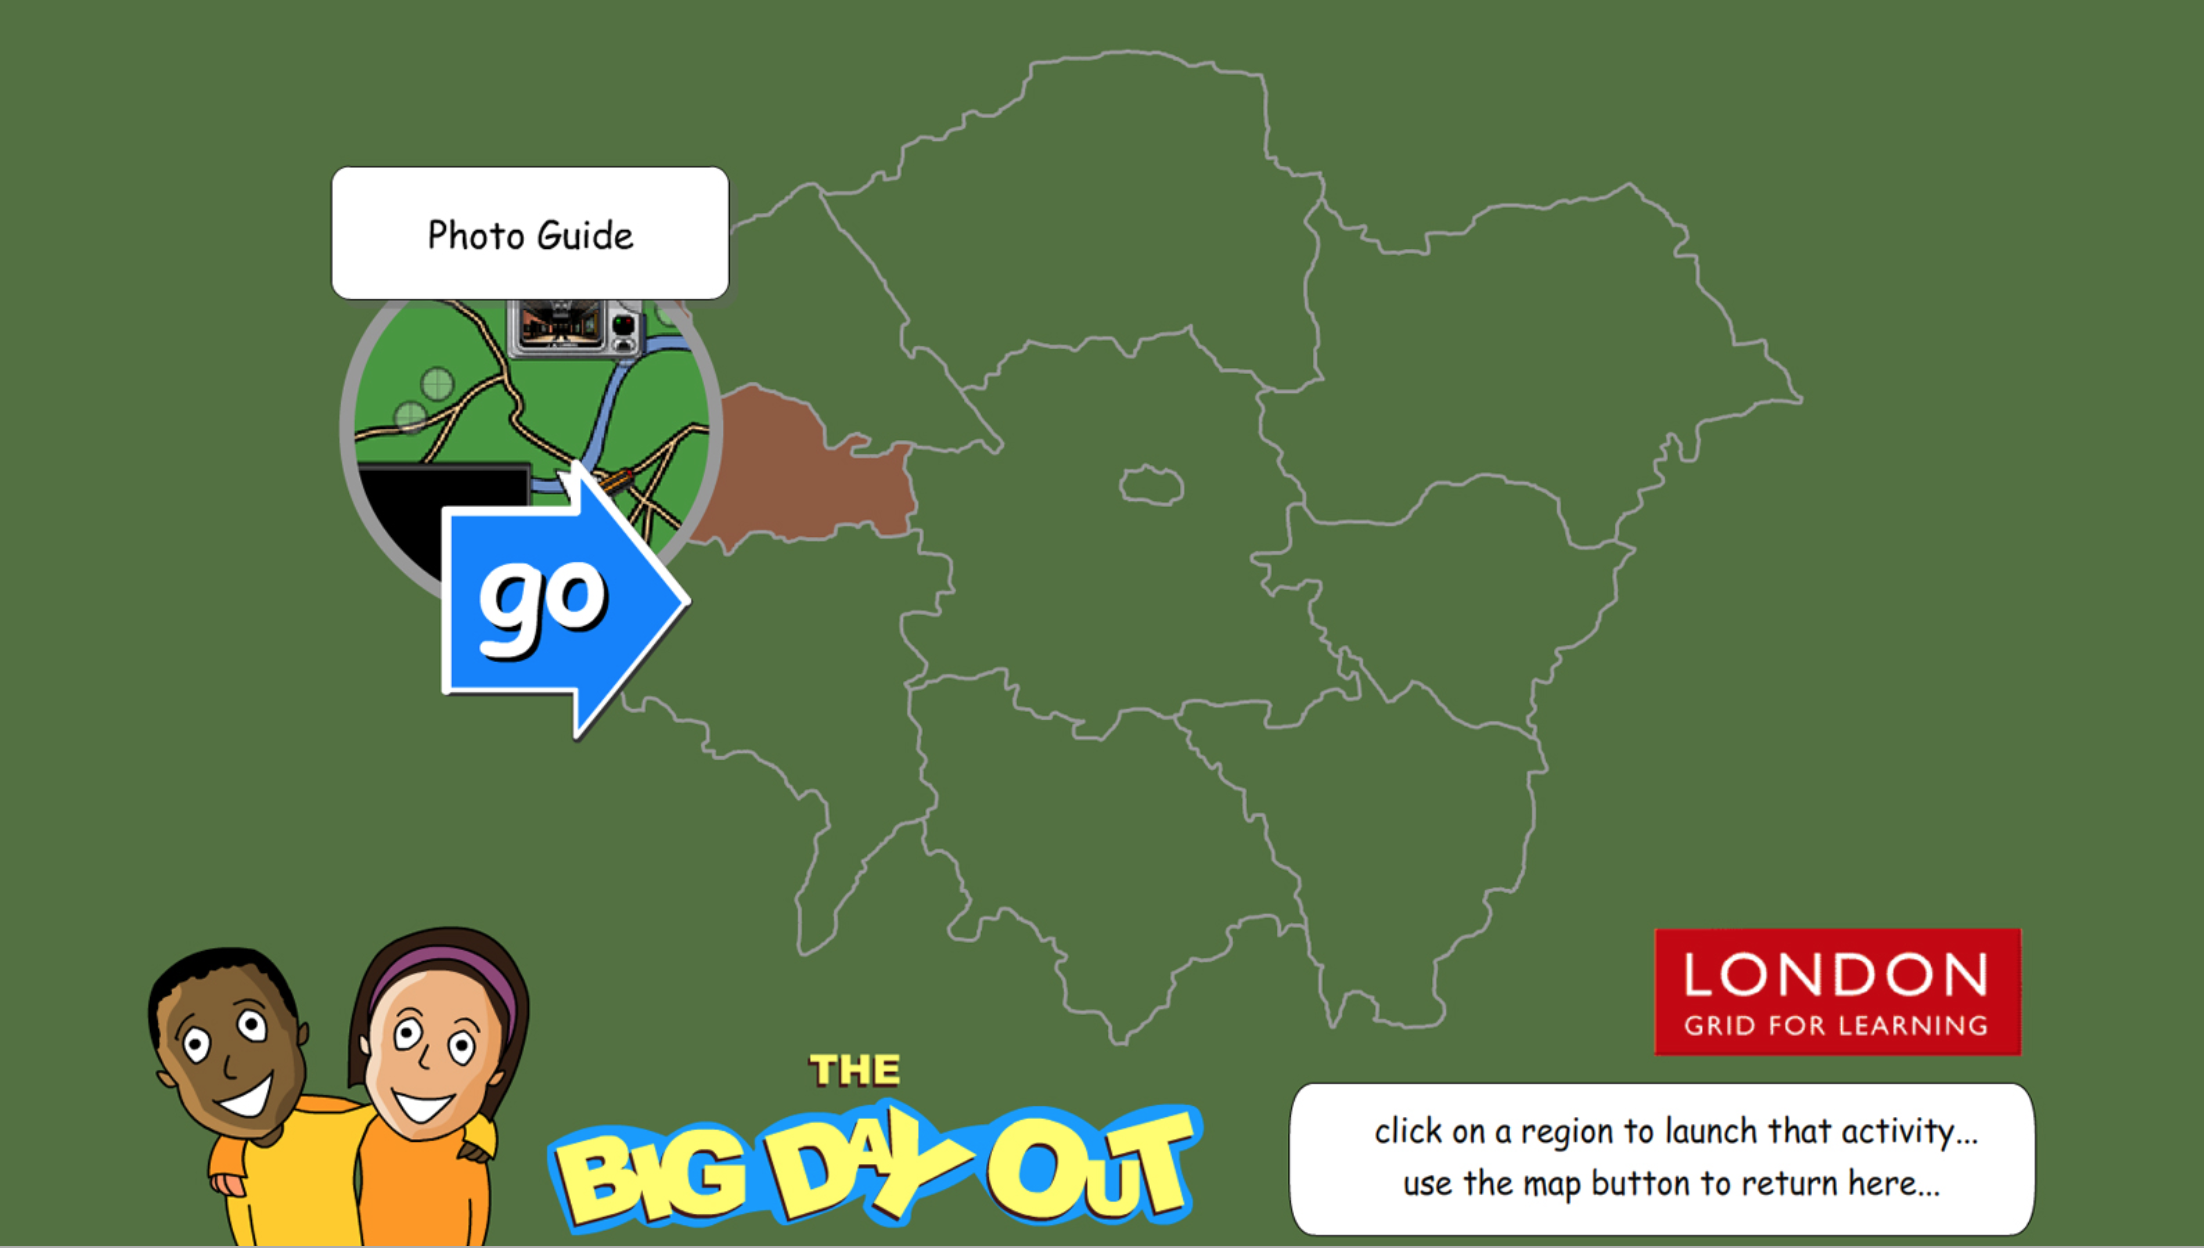 Photo Guide
go
LONDON
GRID FOR LEARNING
THE
BIG DAY OUT
click on a region to launch that activity...
use the map button to return here...